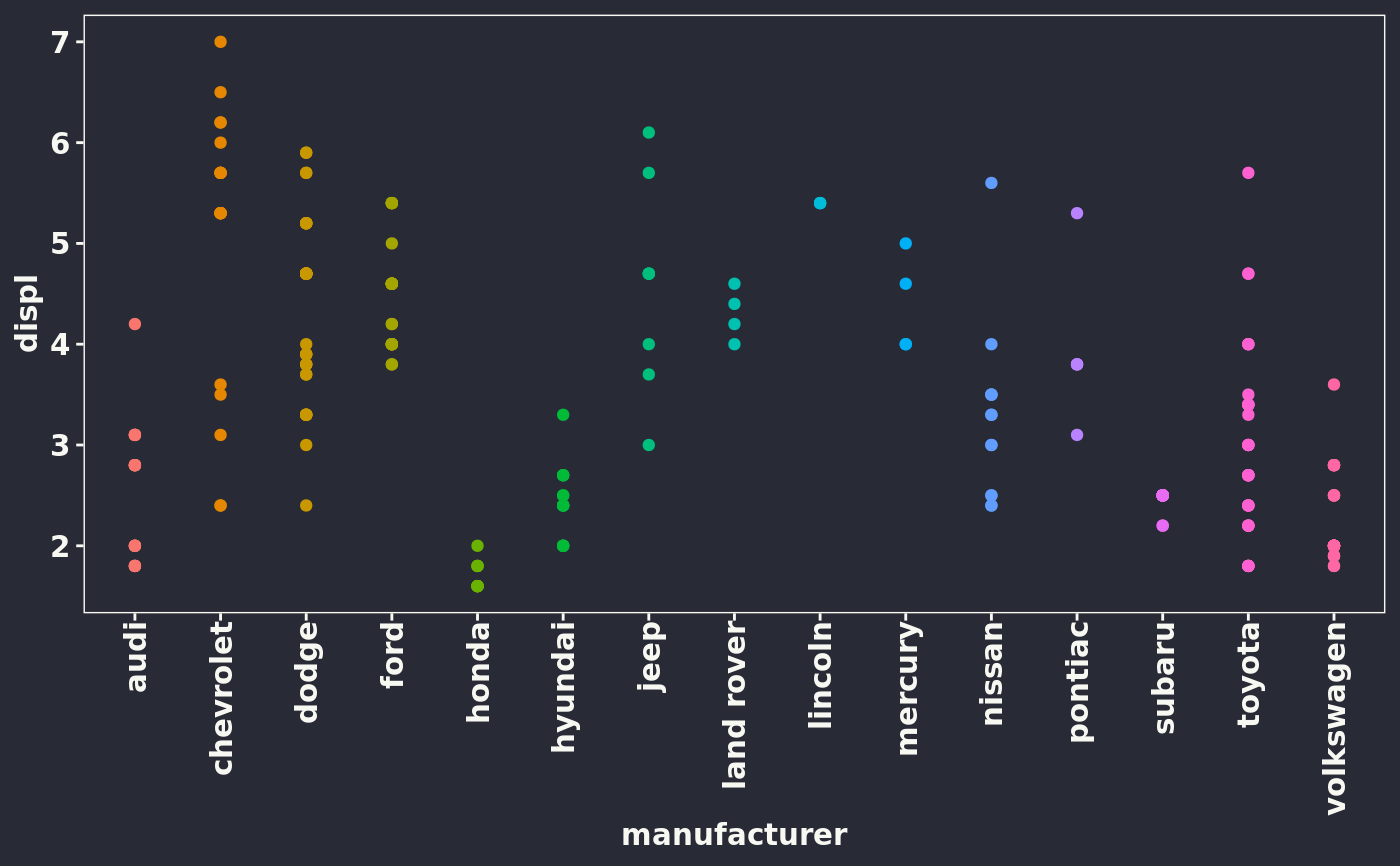 displ
7
6
5
4
3
2
audi
chevrolet
dodge
ford
honda
hyundai
jeep
land rover
lincoln
mercury
nissan
pontiac
subaru
toyota
volkswagen
manufacturer